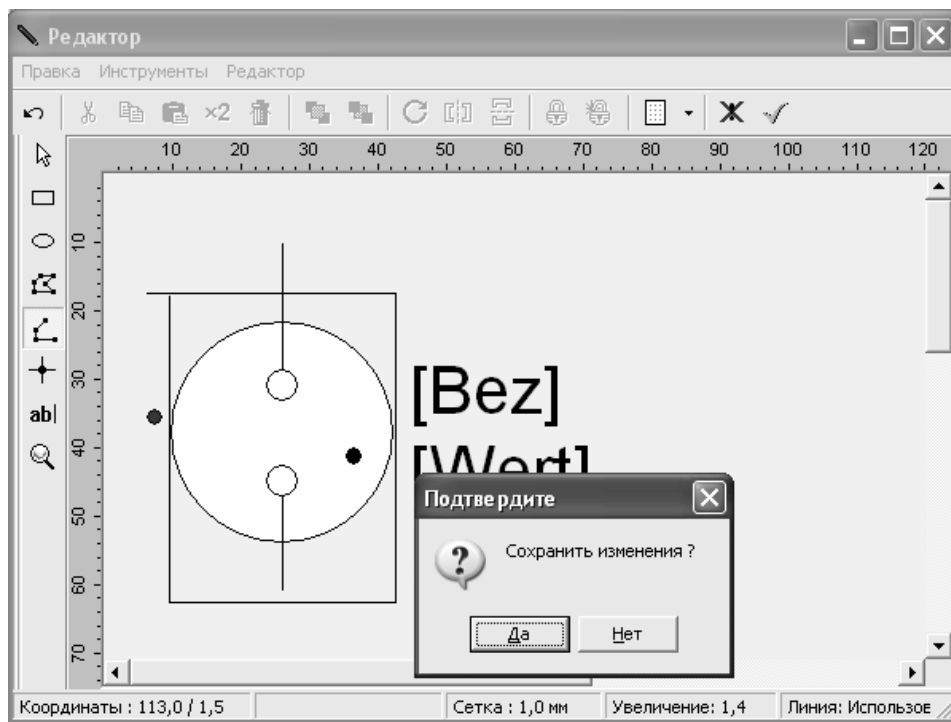 Редактор
Правка Инструменты Редактор
×2
10 20 30 40 50 60 70 80 90 100 110 120
10
20
30
40
50
60
70
ab|
[Bez]
[Wert]
Подтвердите
Сохранить изменения ?
Да Нет
Координаты : 113,0 / 1,5 Сетка : 1,0 мм Увеличение: 1,4 Линия: Использов